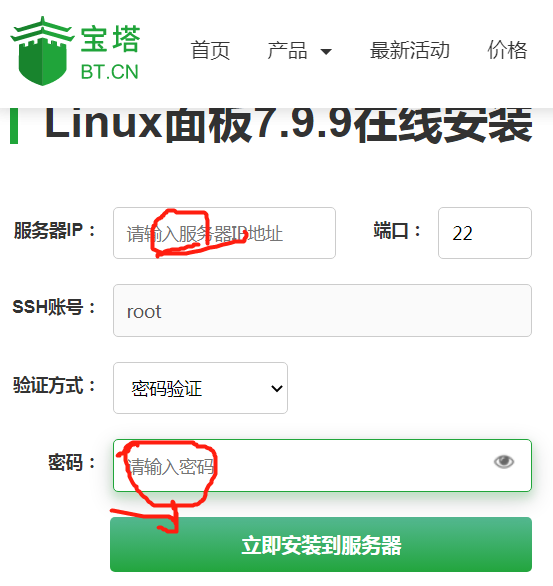 宝塔
BT.CN
首页 产品 最新活动 价格
Linux面板7.9.9在线安装
服务器IP： 请输入服务器IP地址 端口： 22
SSH账号： root
验证方式： 密码验证
密码： 请输入密码
立即安装到服务器